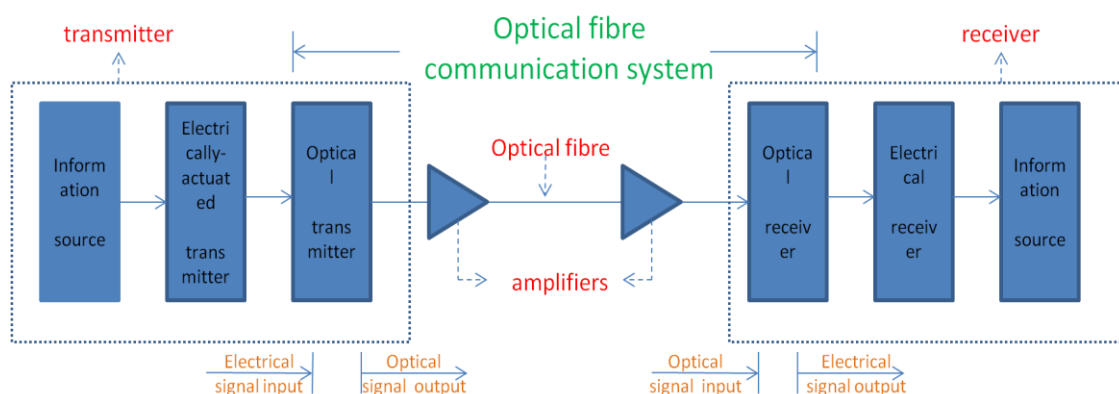 transmitter
Optical fibre
communication system
receiver
Inform
ation
source
Electri
cally-
actuat
ed
trans
mitter
Optica
l
trans
mitter
Optical fibre
amplifiers
Optica
l
receiv
er
Electri
cal
receiv
er
Inform
ation
source
Electrical
signal input
Optical
signal output
Optical
signal input
Electrical
signal output